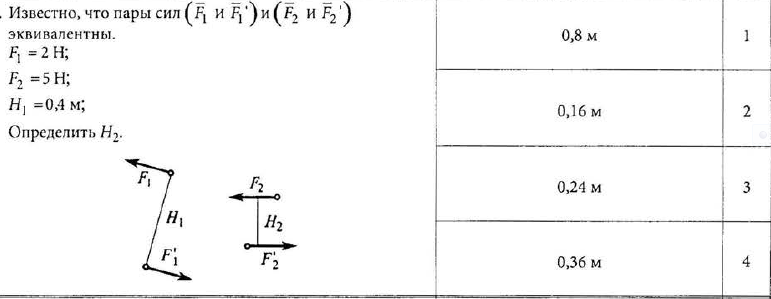 . Известно, что пары сил (F̅₁ и F̅₁') и (F̅₂ и F̅₂')
эквивалентны.
F₁ = 2 Н;
F₂ = 5 Н;
H₁ = 0,4 м;
Определить H₂.
F₁
H₁
F₁'
F₂
H₂
F₂'
0,8 м 1
0,16 м 2
0,24 м 3
0,36 м 4